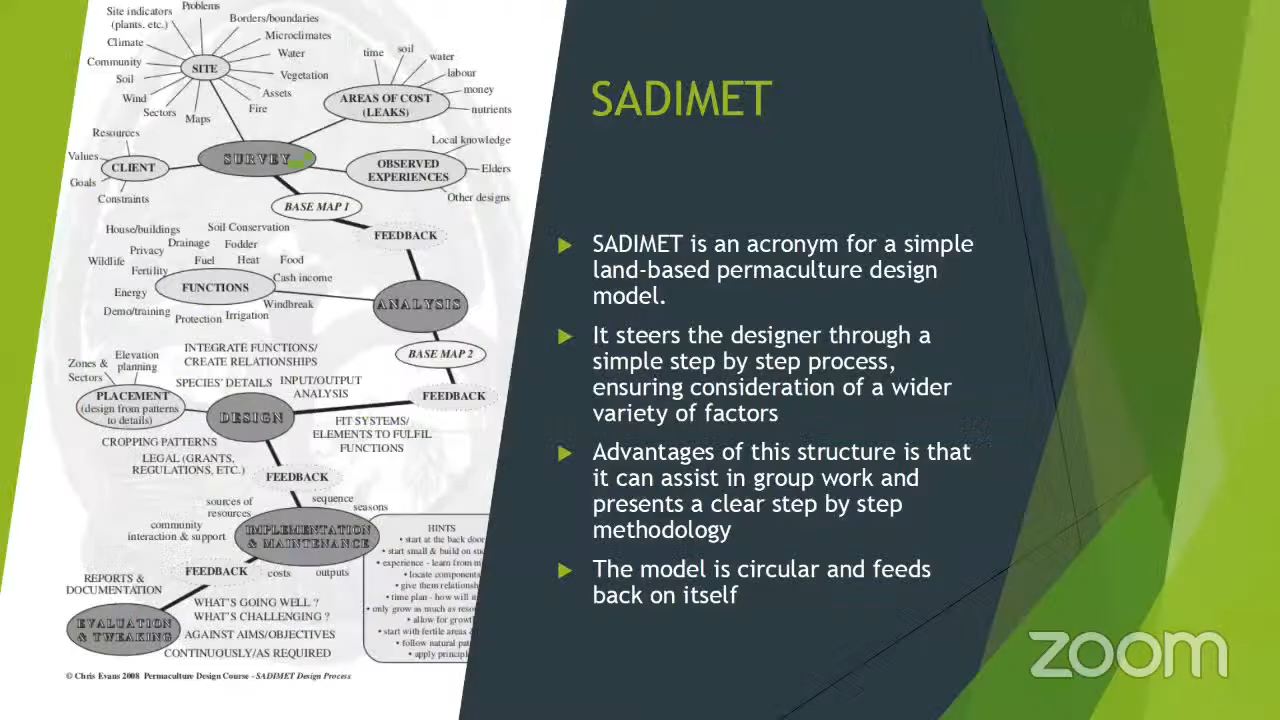 Problems
Site indicators
(plants, etc.)
Borders/boundaries
Microclimates
Climate
Water
Community
SITE
Vegetation
Soil
Assets
Wind
Fire
Sectors
Maps
time
soil
water
labour
money
AREAS OF COST
(LEAKS)
nutrients
Resources
Values
CLIENT
Goals
Constraints
SURVEY
Local knowledge
OBSERVED
EXPERIENCES
Elders
Other designs
BASE MAP 1
FEEDBACK
House/buildings
Soil Conservation
Privacy
Drainage
Fodder
Wildlife
Fuel
Heat
Food
Fertility
Cash income
Energy
FUNCTIONS
Windbreak
Demo/training
Protection
Irrigation
ANALYSIS
BASE MAP 2
FEEDBACK
INTEGRATE FUNCTIONS/
CREATE RELATIONSHIPS
Zones &
Sectors
Elevation
planning
SPECIES' DETAILS
INPUT/OUTPUT
ANALYSIS
PLACEMENT
(design from patterns
to details)
DESIGN
FIT SYSTEMS/
ELEMENTS TO FULFIL
FUNCTIONS
CROPPING PATTERNS
LEGAL (GRANTS,
REGULATIONS, ETC.)
FEEDBACK
sources of
resources
sequence
seasons
community
interaction & support
IMPLEMENTATION
& MAINTENANCE
FEEDBACK
costs
outputs
REPORTS &
DOCUMENTATION
WHAT'S GOING WELL ?
WHAT'S CHALLENGING ?
EVALUATION
& TWEAKING
AGAINST AIMS/OBJECTIVES
CONTINUOUSLY/AS REQUIRED
HINTS
• start at the back door
• start small & build on
• experience - learn from
• locate components
• give them
• time plan - how will
• only grow as much as
• allow for
• start with fertile areas
• follow natural
• apply
© Chris Evans 2008 Permaculture Design Course - SADIMET Design Process
SADIMET
SADIMET is an acronym for a simple
land-based permaculture design
model.
It steers the designer through a
simple step by step process,
ensuring consideration of a wider
variety of factors
Advantages of this structure is that
it can assist in group work and
presents a clear step by step
methodology
The model is circular and feeds
back on itself
zoom